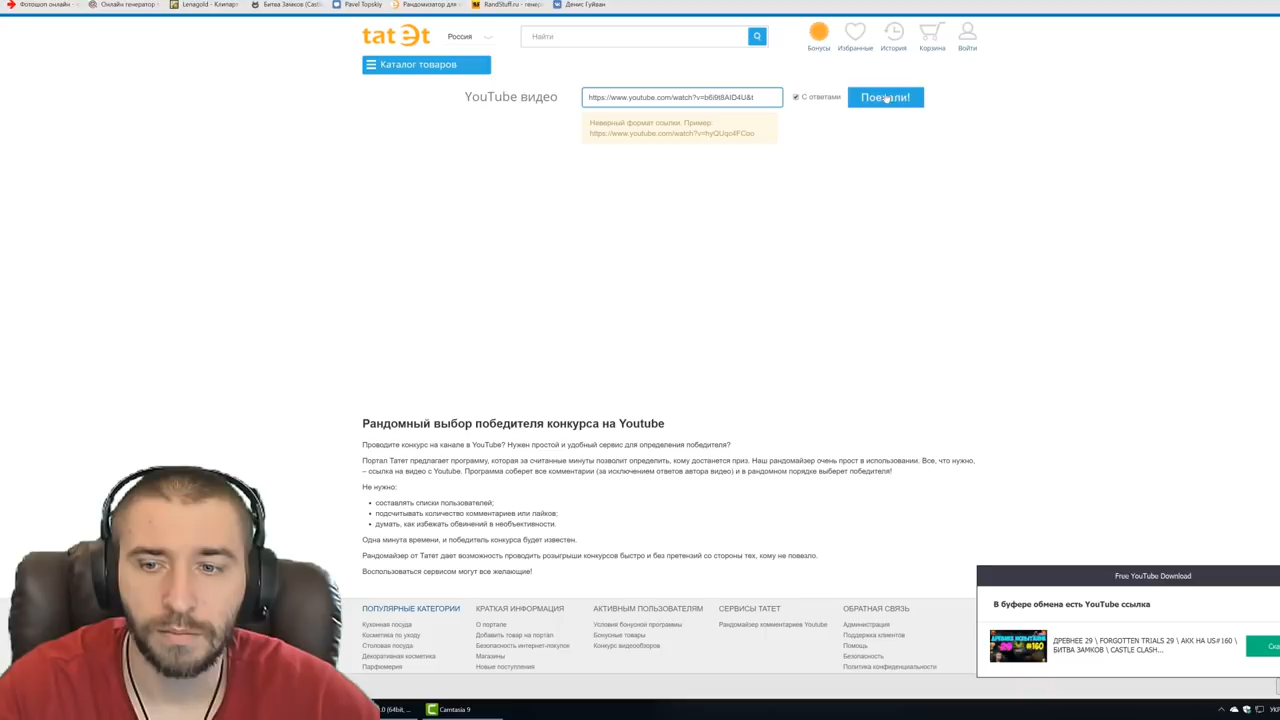 Фотошоп онлайн -
Онлайн генератор
Lenagold - Клипарт
Битва Замков (Castle
Pavel Topskiy
Рандомизатор для
RandStuff.ru - генер
Денис Гуйван
tatэt
Россия
Найти
Бонусы
Избранные
История
Корзина
Войти
Каталог товаров
YouTube видео
https://www.youtube.com/watch?v=b6i9t8AID4U&t
С ответами
Поехали!
Неверный формат ссылки. Пример:
https://www.youtube.com/watch?v=hyQUqo4FCoo
Рандомный выбор победителя конкурса на Youtube
Проводите конкурс на канале в YouTube? Нужен простой и удобный сервис для определения победителя?
Портал Татет предлагает программу, которая за считанные минуты позволит определить, кому достанется приз. Наш рандомайзер очень прост в использовании. Все, что нужно,
– ссылка на видео с Youtube. Программа соберет все комментарии (за исключением ответов автора видео) и в рандомном порядке выберет победителя!
Не нужно:
составлять списки пользователей;
подсчитывать количество комментариев или лайков;
думать, как избежать обвинений в необъективности.
Одна минута времени, и победитель конкурса будет известен.
Рандомайзер от Татет дает возможность проводить розыгрыши конкурсов быстро и без претензий со стороны тех, кому не повезло.
Воспользоваться сервисом могут все желающие!
Free YouTube Download
В буфере обмена есть YouTube ссылка
ДРЕВНЕЕ 29 \ FORGOTTEN TRIALS 29 \ АКК НА US#160 \
БИТВА ЗАМКОВ \ CASTLE CLASH...
Ска
#160
ПОПУЛЯРНЫЕ КАТЕГОРИИ
Кухонная посуда
Косметика по уходу
Столовая посуда
Декоративная косметика
Парфюмерия
КРАТКАЯ ИНФОРМАЦИЯ
О портале
Добавить товар на портал
Безопасность интернет-покупок
Магазины
Новые поступления
АКТИВНЫМ ПОЛЬЗОВАТЕЛЯМ
Условия бонусной программы
Бонусные товары
Конкурс видеообзоров
СЕРВИСЫ ТАТЕТ
Рандомайзер комментариев Youtube
ОБРАТНАЯ СВЯЗЬ
Администрация
Поддержка клиентов
Помощь
Безопасность
Политика конфиденциальности
.0 (64bit, ...
Camtasia 9
УКР